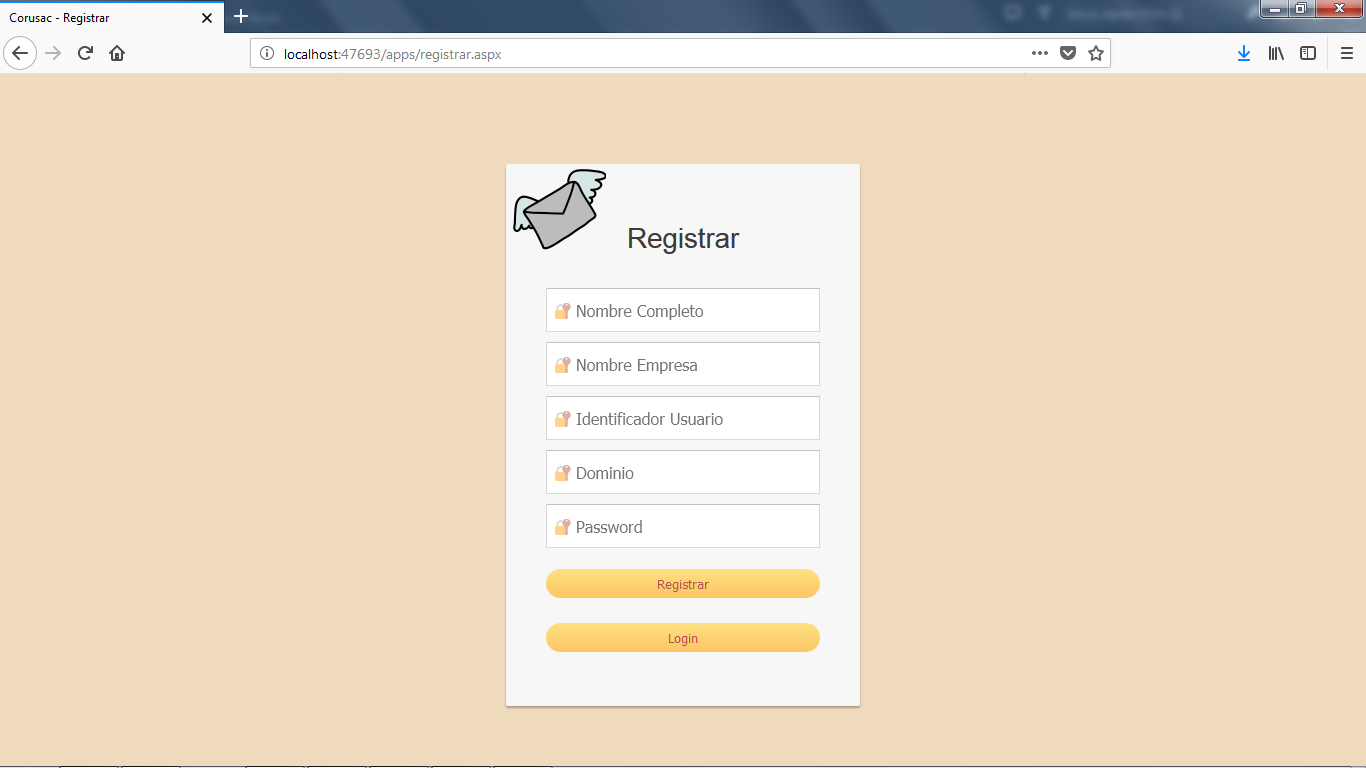 Corusac - Registrar
localhost:47693/apps/registrar.aspx
Registrar
Nombre Completo
Nombre Empresa
Identificador Usuario
Dominio
Password
Registrar
Login